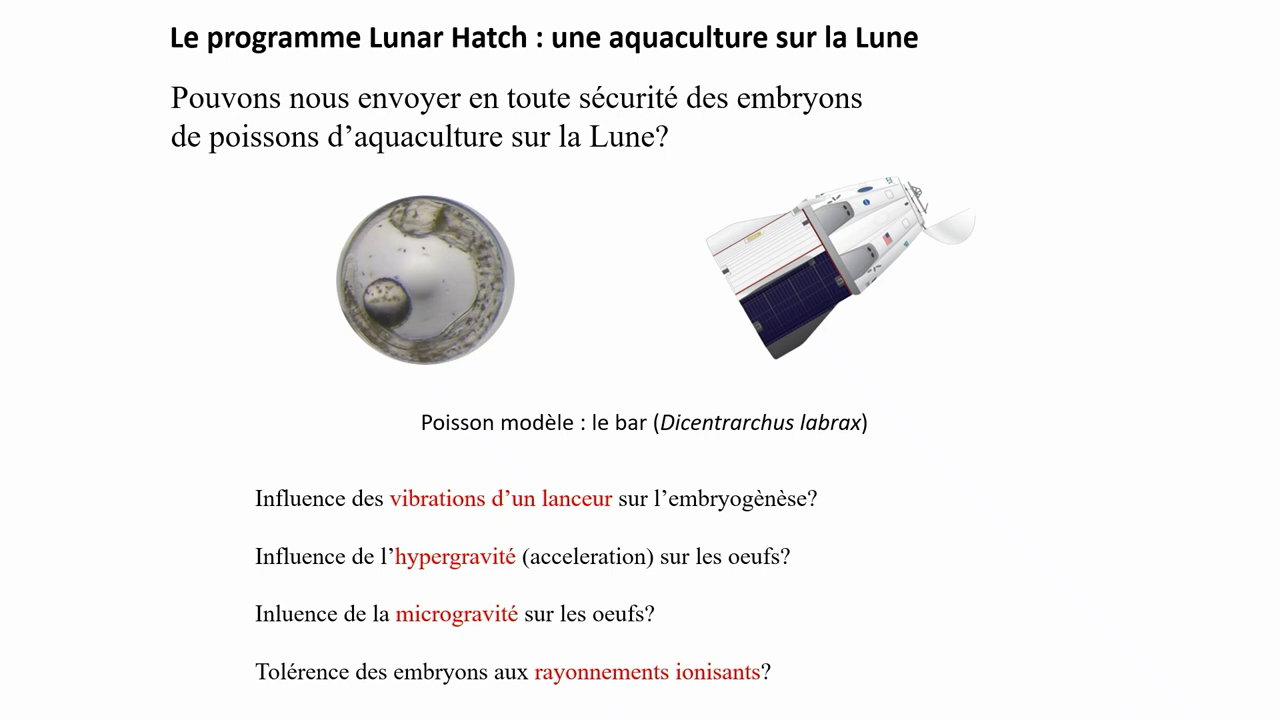 Le programme Lunar Hatch : une aquaculture sur la Lune
Pouvons nous envoyer en toute sécurité des embryons
de poissons d’aquaculture sur la Lune?
Poisson modèle : le bar (Dicentrarchus labrax)
Influence des vibrations d’un lanceur sur l’embryogènèse?
Influence de l’hypergravité (acceleration) sur les oeufs?
Inluence de la microgravité sur les oeufs?
Tolérence des embryons aux rayonnements ionisants?